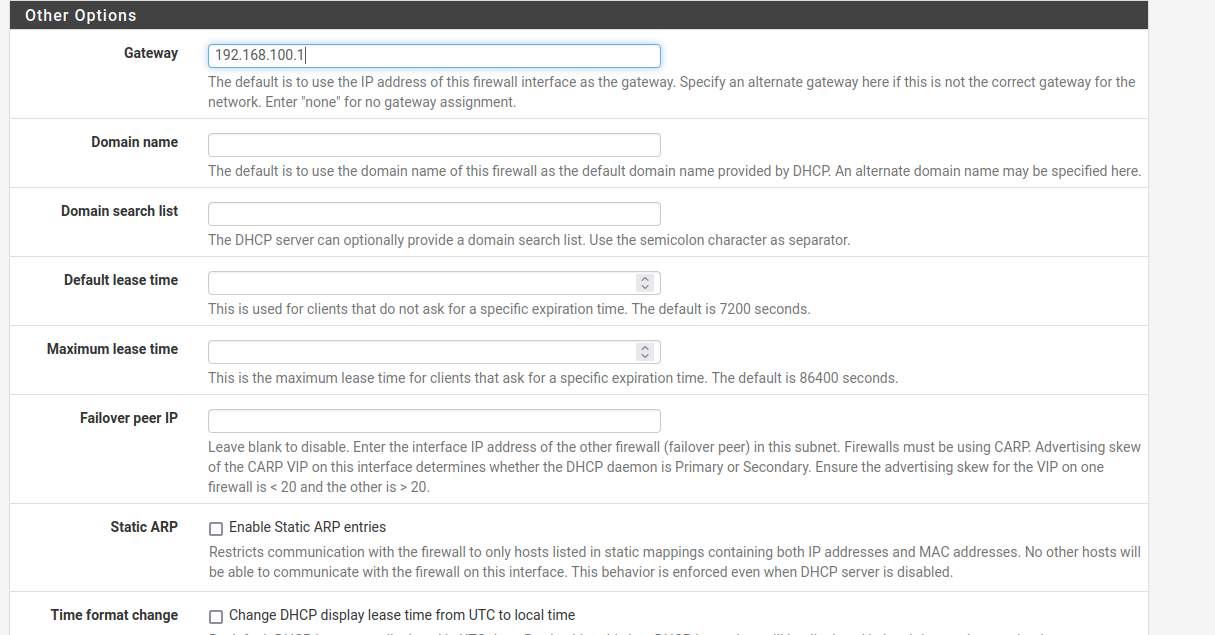 Other Options
Gateway
192.168.100.1
The default is to use the IP address of this firewall interface as the gateway. Specify an alternate gateway here if this is not the correct gateway for the
network. Enter "none" for no gateway assignment.
Domain name
The default is to use the domain name of this firewall as the default domain name provided by DHCP. An alternate domain name may be specified here.
Domain search list
The DHCP server can optionally provide a domain search list. Use the semicolon character as separator.
Default lease time
This is used for clients that do not ask for a specific expiration time. The default is 7200 seconds.
Maximum lease time
This is the maximum lease time for clients that ask for a specific expiration time. The default is 86400 seconds.
Failover peer IP
Leave blank to disable. Enter the interface IP address of the other firewall (failover peer) in this subnet. Firewalls must be using CARP. Advertising skew
of the CARP VIP on this interface determines whether the DHCP daemon is Primary or Secondary. Ensure the advertising skew for the VIP on one
firewall is < 20 and the other is > 20.
Static ARP
Enable Static ARP entries
Restricts communication with the firewall to only hosts listed in static mappings containing both IP addresses and MAC addresses. No other hosts will
be able to communicate with the firewall on this interface. This behavior is enforced even when DHCP server is disabled.
Time format change
Change DHCP display lease time from UTC to local time